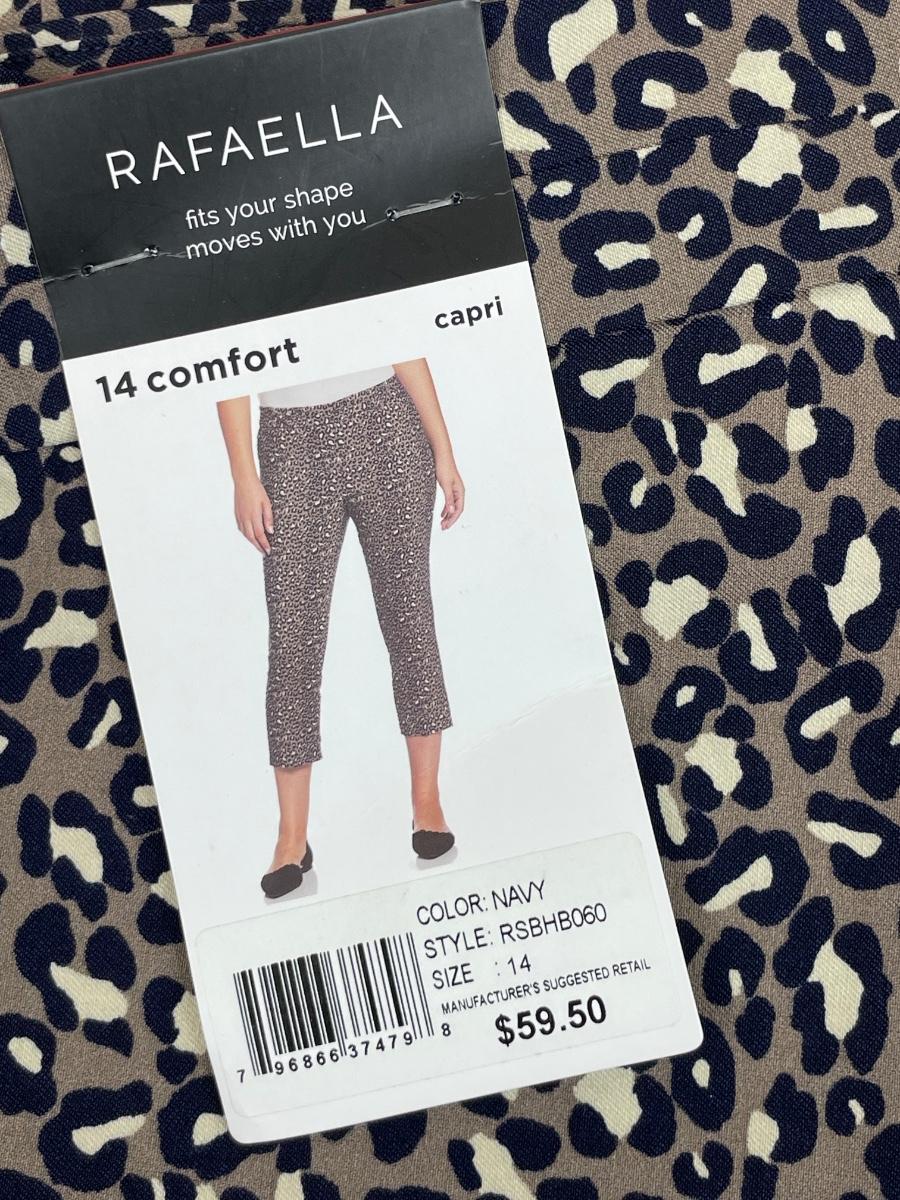 RAFAELLA
fits your shape
moves with you
14 comfort
capri
COLOR: NAVY
STYLE: RSBHB060
SIZE : 14
MANUFACTURER'S SUGGESTED RETAIL
$59.50
7 96866 37479 8